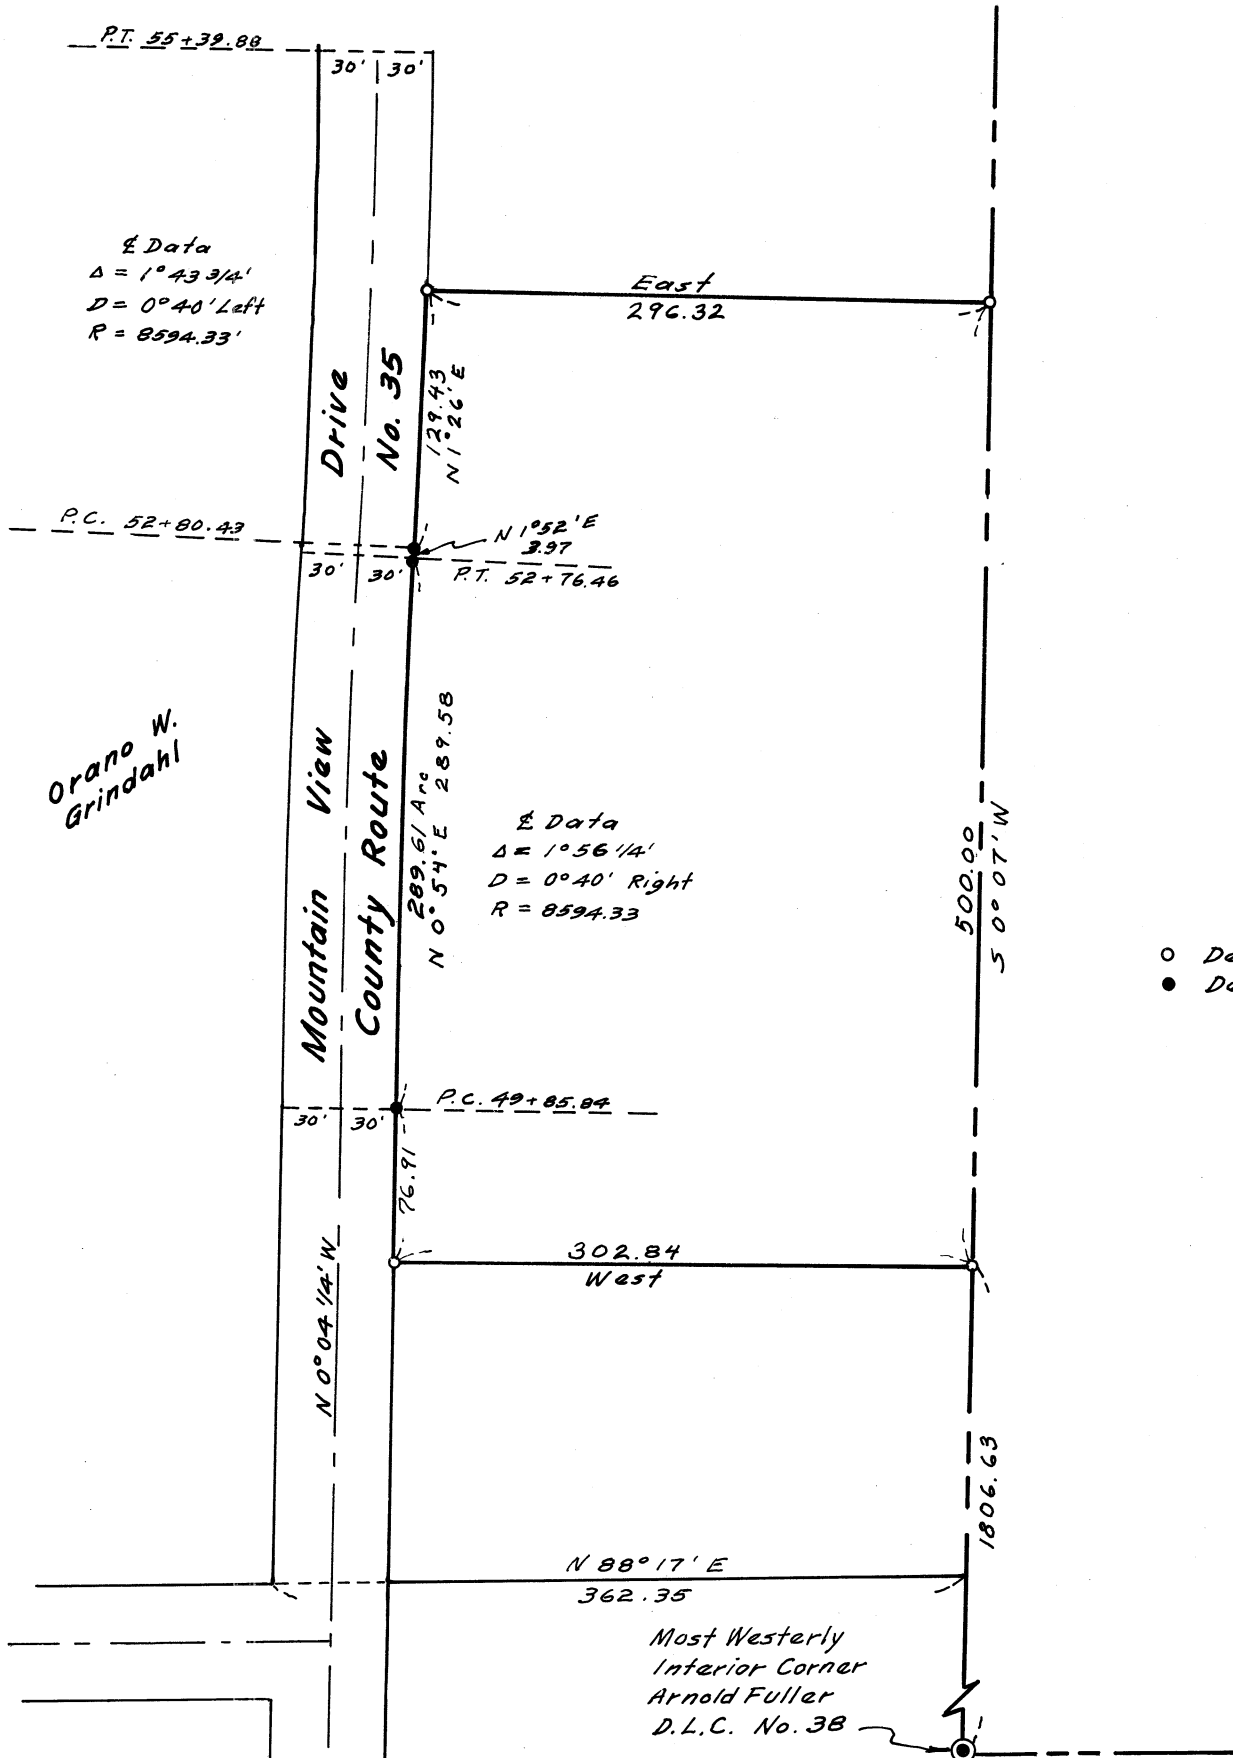 P.T. 55+39.88
30' 30'
₠ Data
Δ = 1° 43 3/4'
D = 0° 40' Left
R = 8594.33'
East
296.32
Drive
No. 35
129.43
N 1° 26' E
P.C. 52+80.43
N 1° 52' E
3.97
30' 30'
P.T. 52+76.46
Orano W.
Grindahl
Mountain View
County Route
289.61 Arc
N 0° 54' E 289.58
₠ Data
Δ = 1° 56 1/4'
D = 0° 40' Right
R = 8594.33
500.00
S 0° 07' W
P.C. 49+85.84
30' 30'
76.91
302.84
West
N 0° 04 1/4' W
1806.63
N 88° 17' E
362.35
Most Westerly
Interior Corner
Arnold Fuller
D.L.C. No. 38